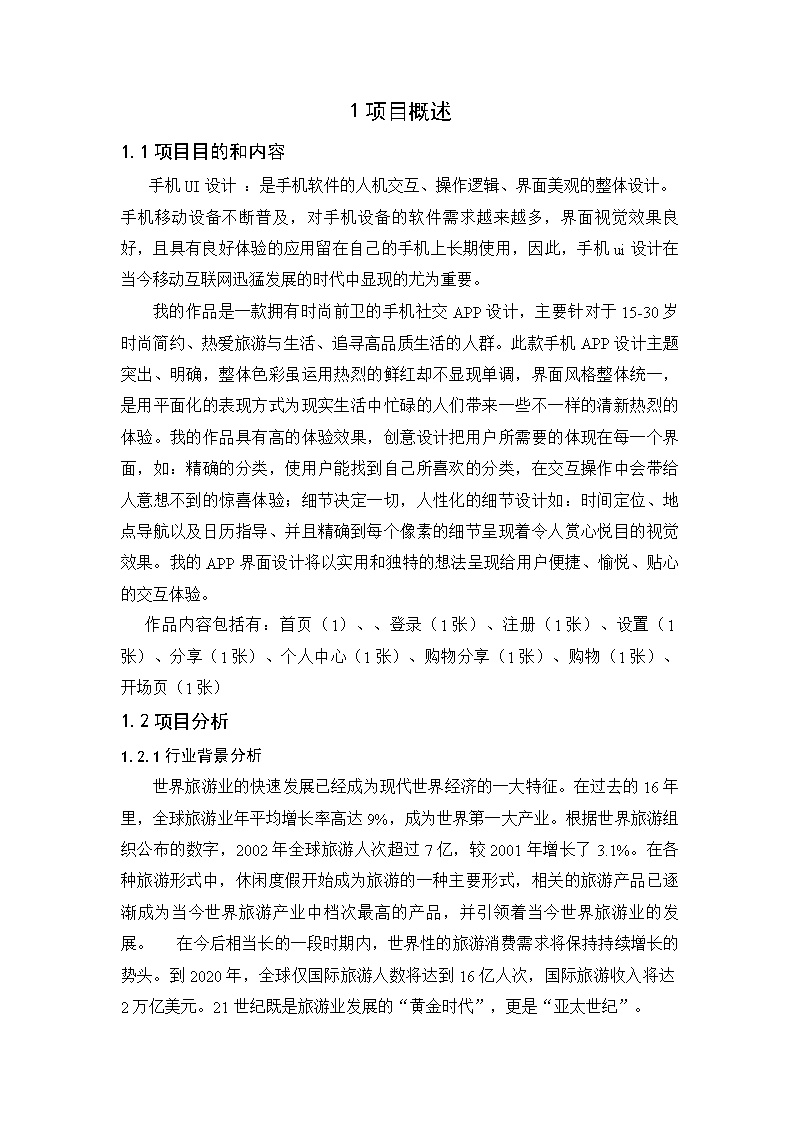 1 项目概述
1.1 项目目的和内容
手机 UI 设计 ：是手机软件的人机交互、操作逻辑、界面美观的整体设计。
手机移动设备不断普及，对手机设备的软件需求越来越多，界面视觉效果良
好，且具有良好体验的应用留在自己的手机上长期使用，因此，手机 ui 设计在
当今移动互联网迅猛发展的时代中显现的尤为重要。
我的作品是一款拥有时尚前卫的手机社交 APP 设计，主要针对于 15-30 岁
时尚简约、热爱旅游与生活、追寻高品质生活的人群。此款手机 APP 设计主题
突出、明确，整体色彩虽运用热烈的鲜红却不显现单调，界面风格整体统一，
是用平面化的表现方式为现实生活中忙碌的人们带来一些不一样的清新热烈的
体验。我的作品具有高的体验效果，创意设计把用户所需要的体现在每一个界
面，如：精确的分类，使用户能找到自己所喜欢的分类，在交互操作中会带给
人意想不到的惊喜体验；细节决定一切，人性化的细节设计如：时间定位、地
点导航以及日历指导、并且精确到每个像素的细节呈现着令人赏心悦目的视觉
效果。我的 APP 界面设计将以实用和独特的想法呈现给用户便捷、愉悦、贴心
的交互体验。
作品内容包括有：首页（1）、、登录（1 张）、注册（1 张）、设置（1
张）、分享（1 张）、个人中心（1 张）、购物分享（1 张）、购物（1 张）、
开场页（1 张）
1.2 项目分析
1.2.1 行业背景分析
世界旅游业的快速发展已经成为现代世界经济的一大特征。在过去的 16 年
里，全球旅游业年平均增长率高达 9%，成为世界第一大产业。根据世界旅游组
织公布的数字，2002 年全球旅游人次超过 7 亿，较 2001 年增长了 3.1%。在各
种旅游形式中，休闲度假开始成为旅游的一种主要形式，相关的旅游产品已逐
渐成为当今世界旅游产业中档次最高的产品，并引领着当今世界旅游业的发
展。 在今后相当长的一段时期内，世界性的旅游消费需求将保持持续增长的
势头。到 2020 年，全球仅国际旅游人数将达到 16 亿人次，国际旅游收入将达
2 万亿美元。21 世纪既是旅游业发展的“黄金时代”，更是“亚太世纪”。